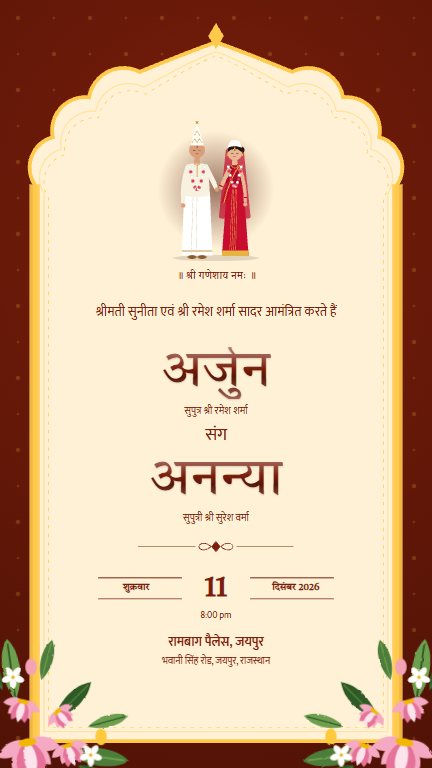 ॥ श्री गणेशाय नमः ॥
श्रीमती सुनीता एवं श्री रमेश शर्मा सादर आमंत्रित करते हैं
अर्जुन
सुपुत्र श्री रमेश शर्मा
संग
अनन्या
सुपुत्री श्री सुरेश वर्मा
शुक्रवार 11 दिसंबर 2026
8:00 pm
रामबाग पैलेस, जयपुर
भवानी सिंह रोड, जयपुर, राजस्थान